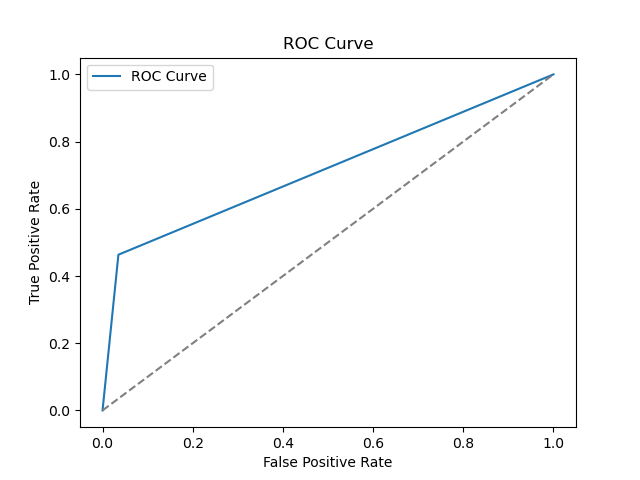 ROC Curve
ROC Curve
1.0
0.8
0.6
0.4
0.2
0.0
True Positive Rate
0.0 0.2 0.4 0.6 0.8 1.0
False Positive Rate